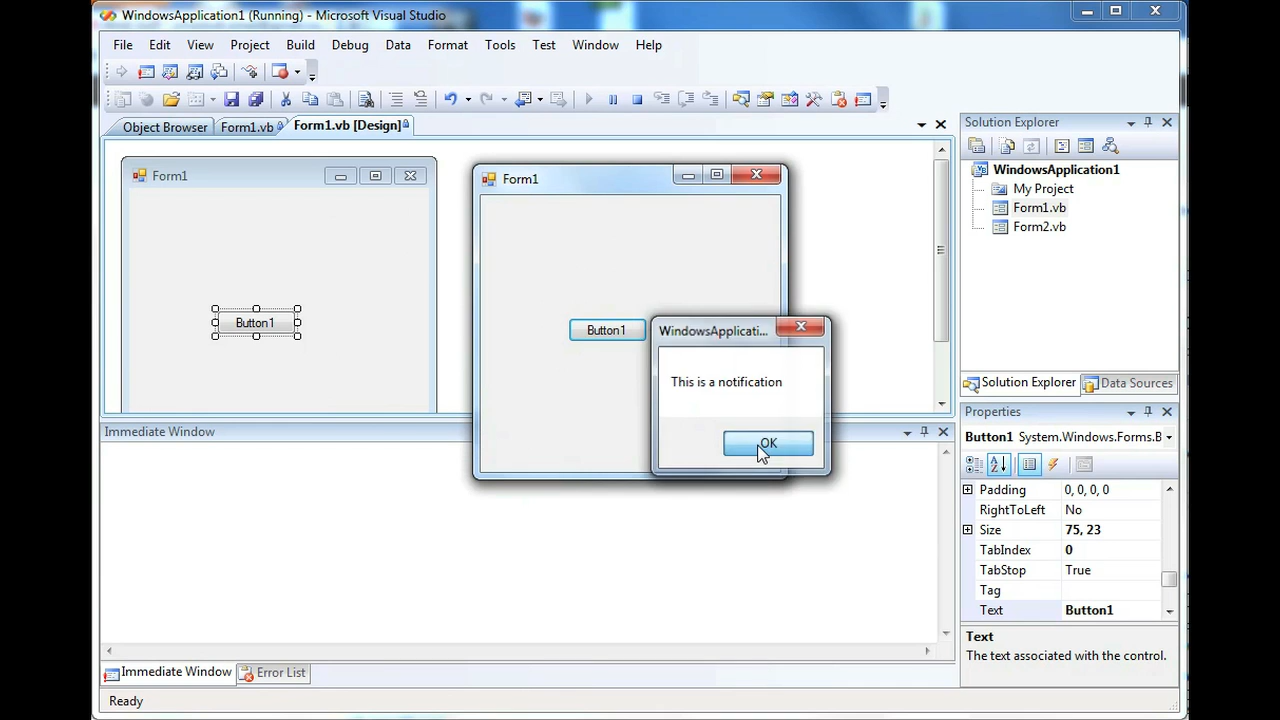 WindowsApplication1 (Running) - Microsoft Visual Studio
File Edit View Project Build Debug Data Format Tools Test Window Help
Object Browser Form1.vb Form1.vb [Design]
Form1
Button1
Form1
Button1
WindowsApplicati...
This is a notification
OK
Immediate Window
Immediate Window Error List
Ready
Solution Explorer
WindowsApplication1
My Project
Form1.vb
Form2.vb
Solution Explorer Data Sources
Properties
Button1 System.Windows.Forms.B
Padding 0, 0, 0, 0
RightToLeft No
Size 75, 23
TabIndex 0
TabStop True
Tag
Text Button1
Text
The text associated with the control.